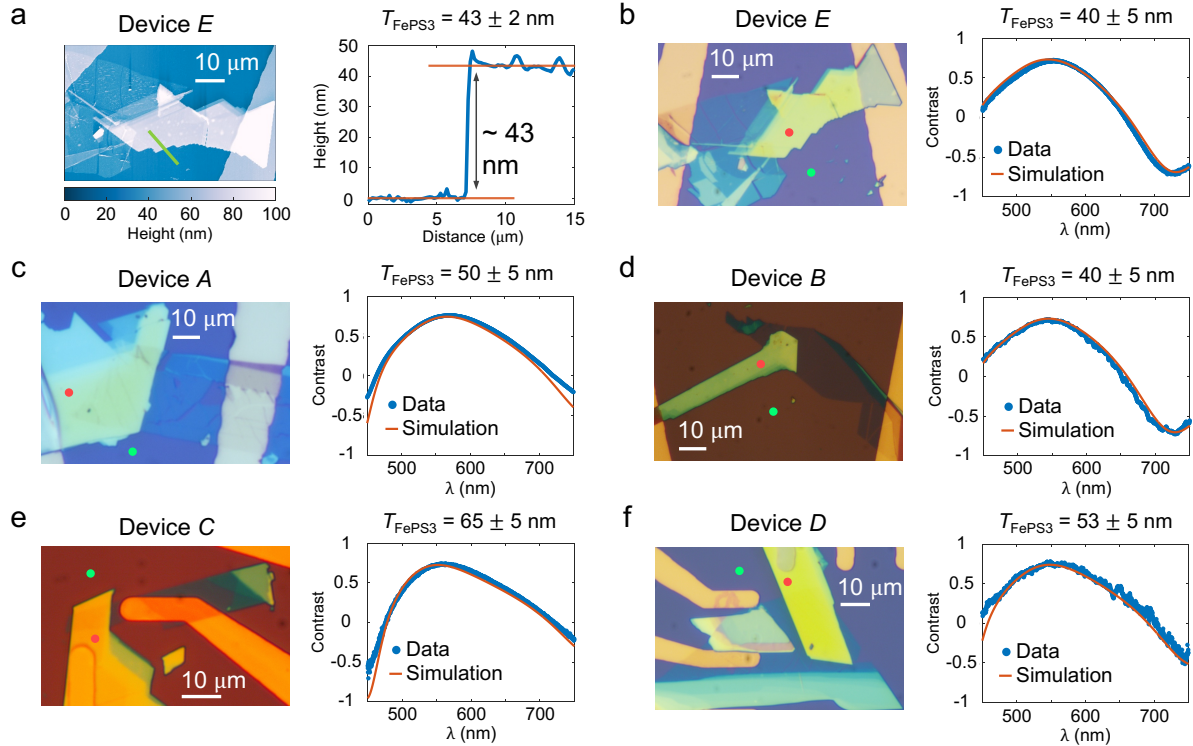 a
Device E
T_FePS3 = 43 ± 2 nm
10 μm
0 20 40 60 80 100
Height (nm)
50
40
30
20
10
0
Height (nm)
~ 43
nm
0 5 10 15
Distance (μm)
b
Device E
T_FePS3 = 40 ± 5 nm
10 μm
1
0.5
0
-0.5
-1
Contrast
Data
Simulation
500 600 700
λ (nm)
c
Device A
T_FePS3 = 50 ± 5 nm
10 μm
1
0.5
0
-0.5
-1
Contrast
Data
Simulation
500 600 700
λ (nm)
d
Device B
T_FePS3 = 40 ± 5 nm
10 μm
1
0.5
0
-0.5
-1
Contrast
Data
Simulation
500 600 700
λ (nm)
e
Device C
T_FePS3 = 65 ± 5 nm
10 μm
1
0.5
0
-0.5
-1
Contrast
Data
Simulation
500 600 700
λ (nm)
f
Device D
T_FePS3 = 53 ± 5 nm
10 μm
1
0.5
0
-0.5
-1
Contrast
Data
Simulation
500 600 700
λ (nm)